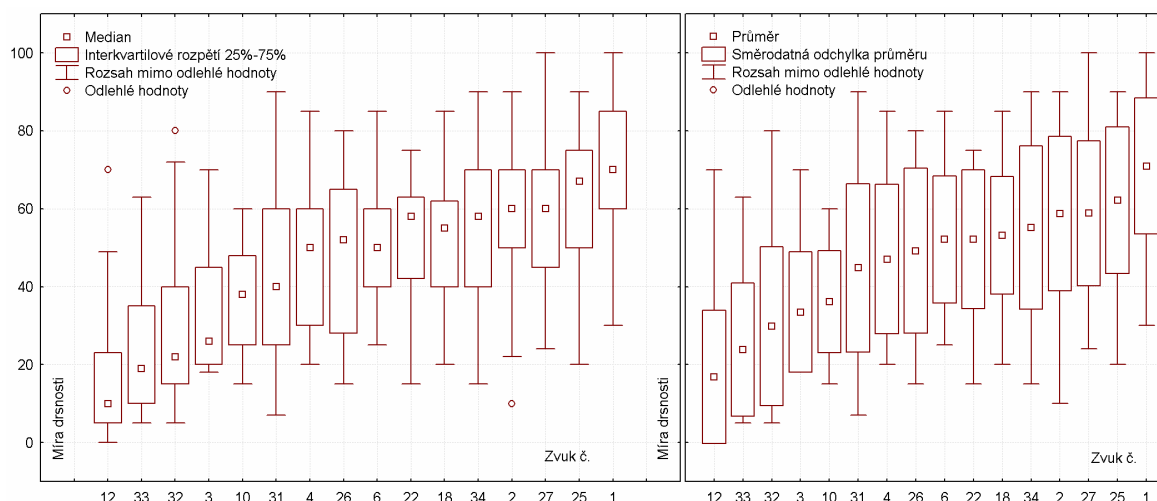 Median
Interkvartilové rozpětí 25%-75%
Rozsah mimo odlehlé hodnoty
Odlehlé hodnoty
100
80
60
40
20
0
Míra drsnosti
Zvuk č.
12 33 32 3 10 31 4 26 6 22 18 34 2 27 25 1
Průměr
Směrodatná odchylka průměru
Rozsah mimo odlehlé hodnoty
Odlehlé hodnoty
Míra drsnosti
Zvuk č.
12 33 32 3 10 31 4 26 6 22 18 34 2 27 25 1